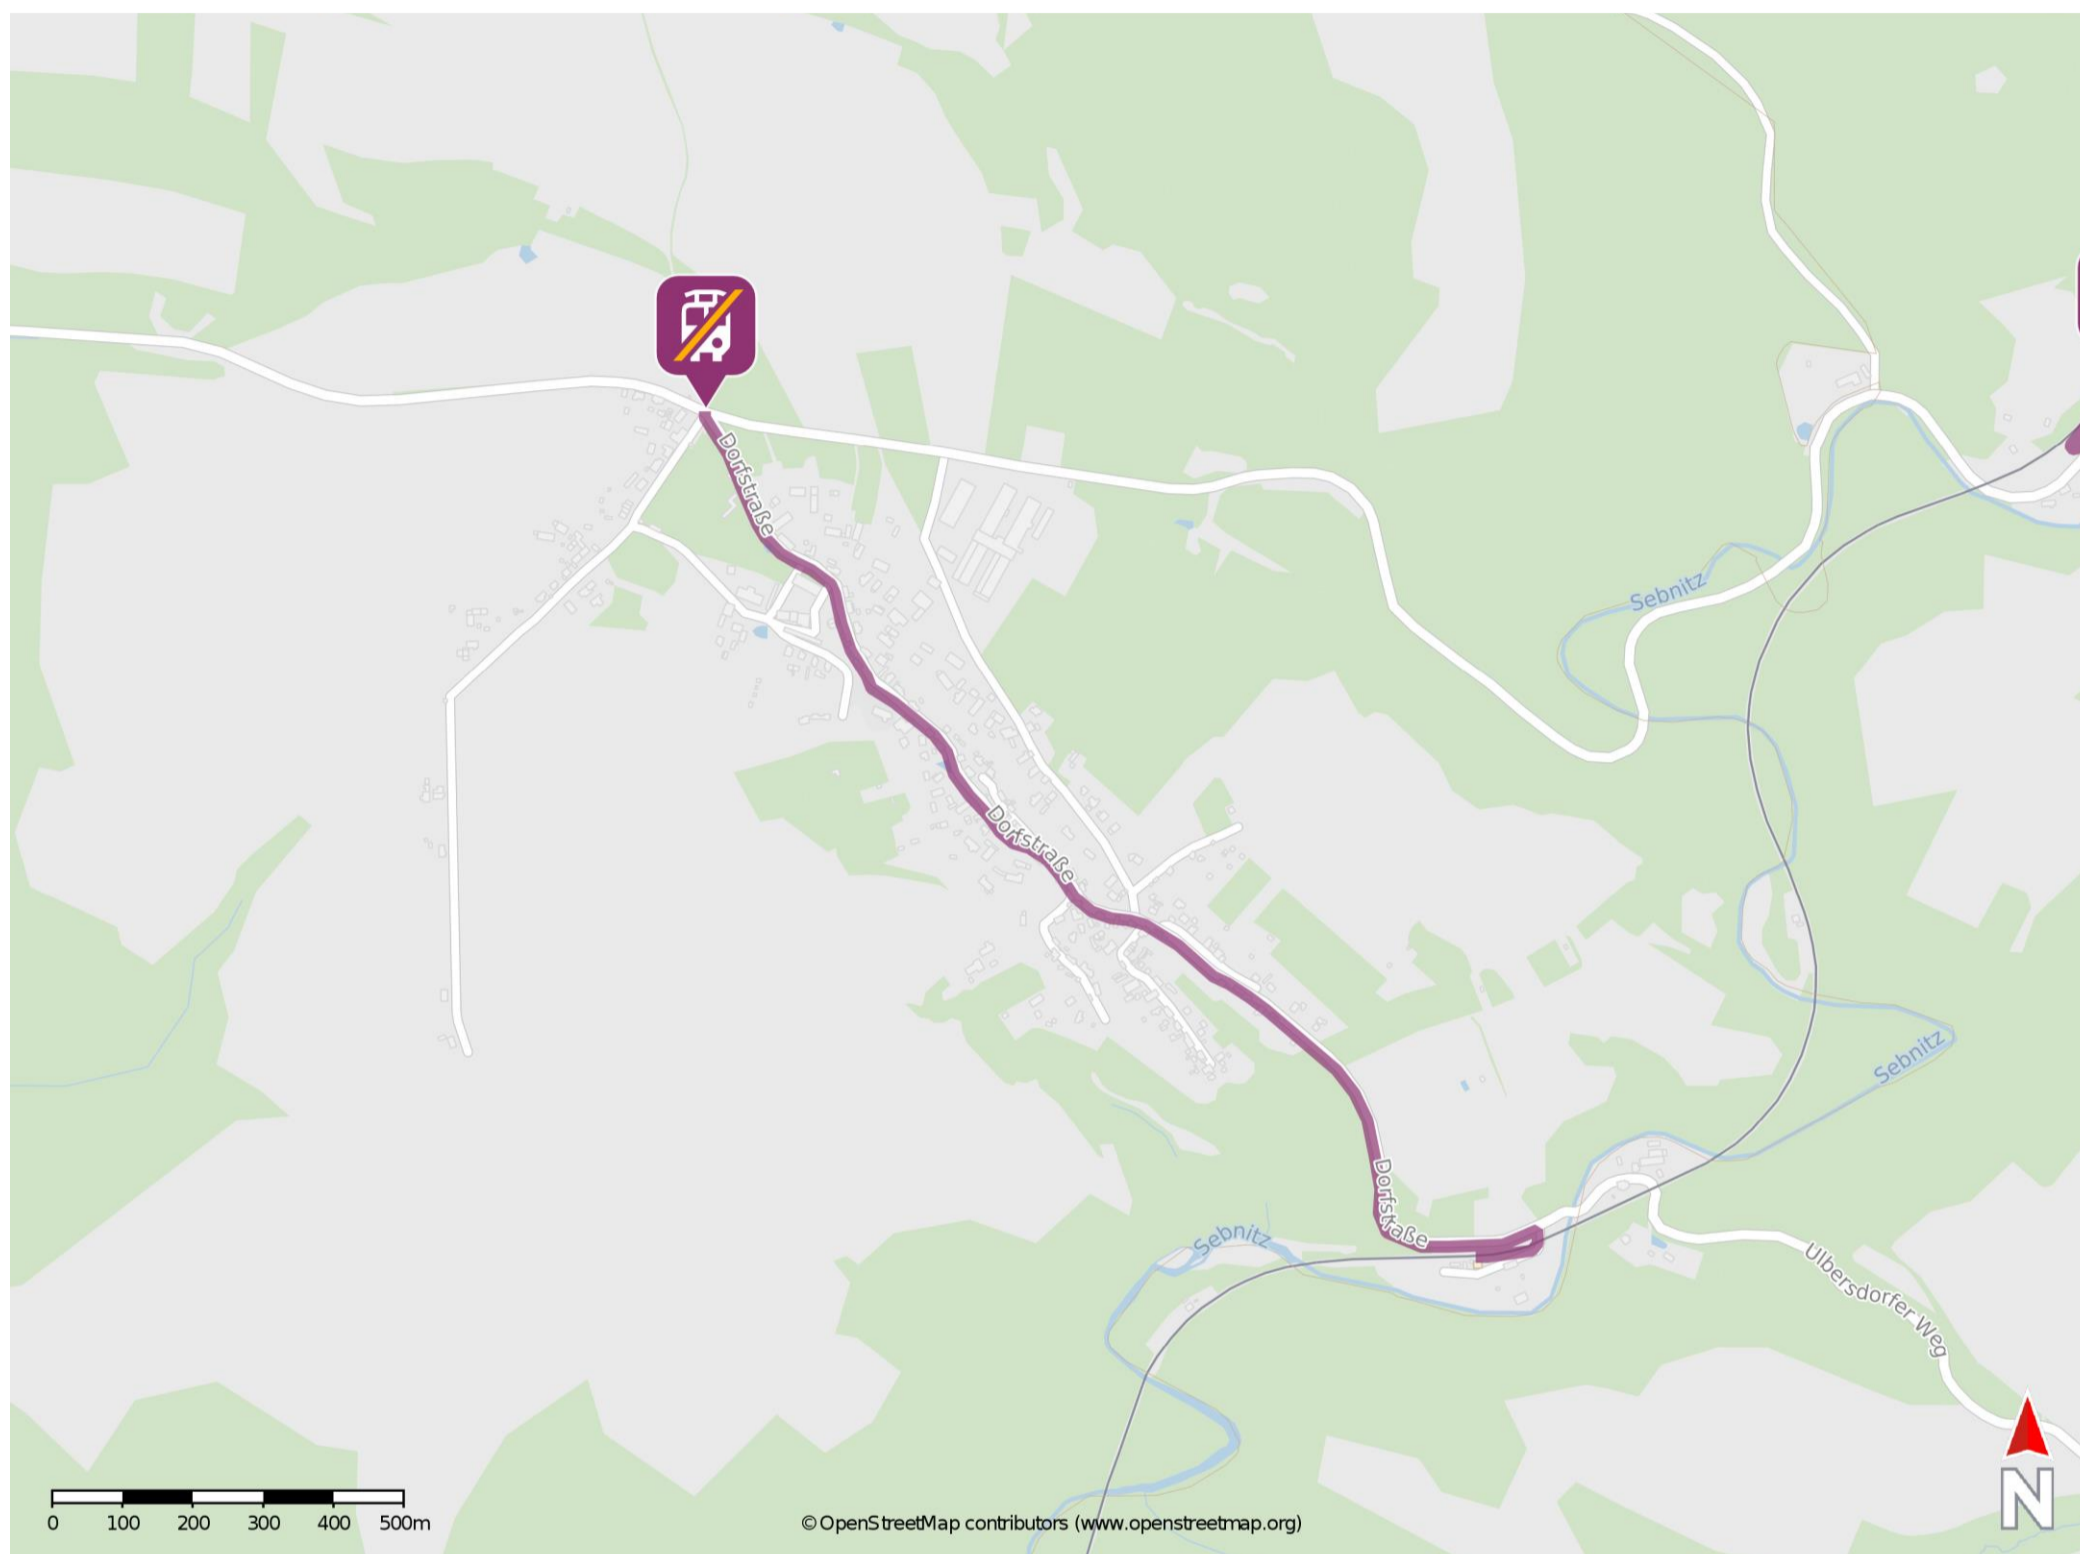 Dorfstraße
Sebnitz
Dorfstraße
Sebnitz
Dorfstraße
Sebnitz
Ulbersdorfer Weg
0 100 200 300 400 500m
© OpenStreetMap contributors (www.openstreetmap.org)
N